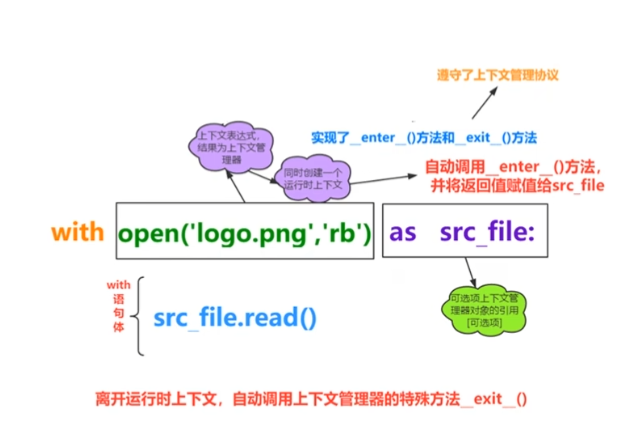 遵守了上下文管理协议
实现了__enter__()方法和__exit__()方法
上下文表达式，
结果为上下文管
理器
同时创建一个
运行时上下文
自动调用__enter__()方法，
并将返回值赋值给src_file
with open('logo.png','rb') as src_file:
with
语
句
体
src_file.read()
可选项上下文管
理器对象的引用
[可选项]
离开运行时上下文，自动调用上下文管理器的特殊方法__exit__()